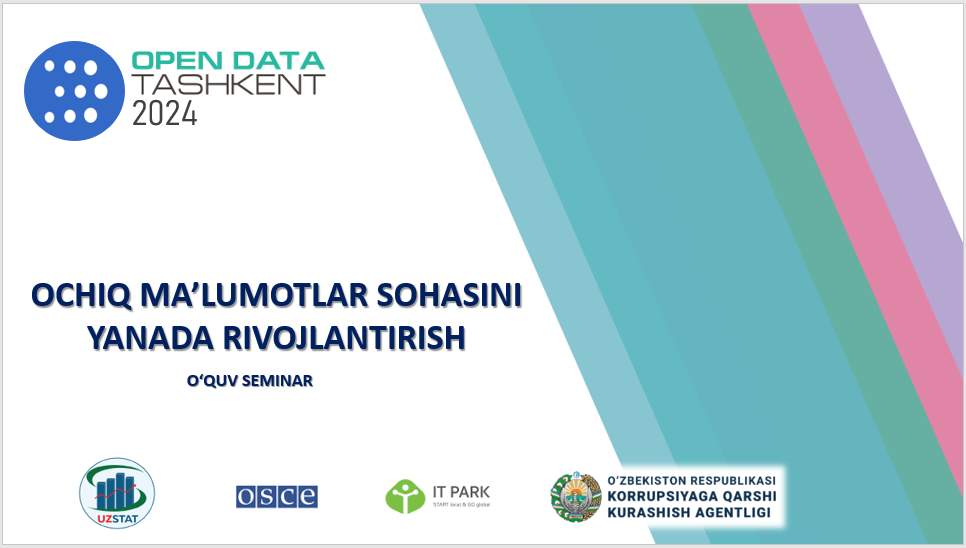 OPEN DATA
TASHKENT
2024
OCHIQ MA’LUMOTLAR SOHASINI
YANADA RIVOJLANTIRISH
O‘QUV SEMINAR
UZSTAT
osce
IT PARK
START local & GO global
O‘ZBEKISTON RESPUBLIKASI
KORRUPSIYAGA QARSHI
KURASHISH AGENTLIGI